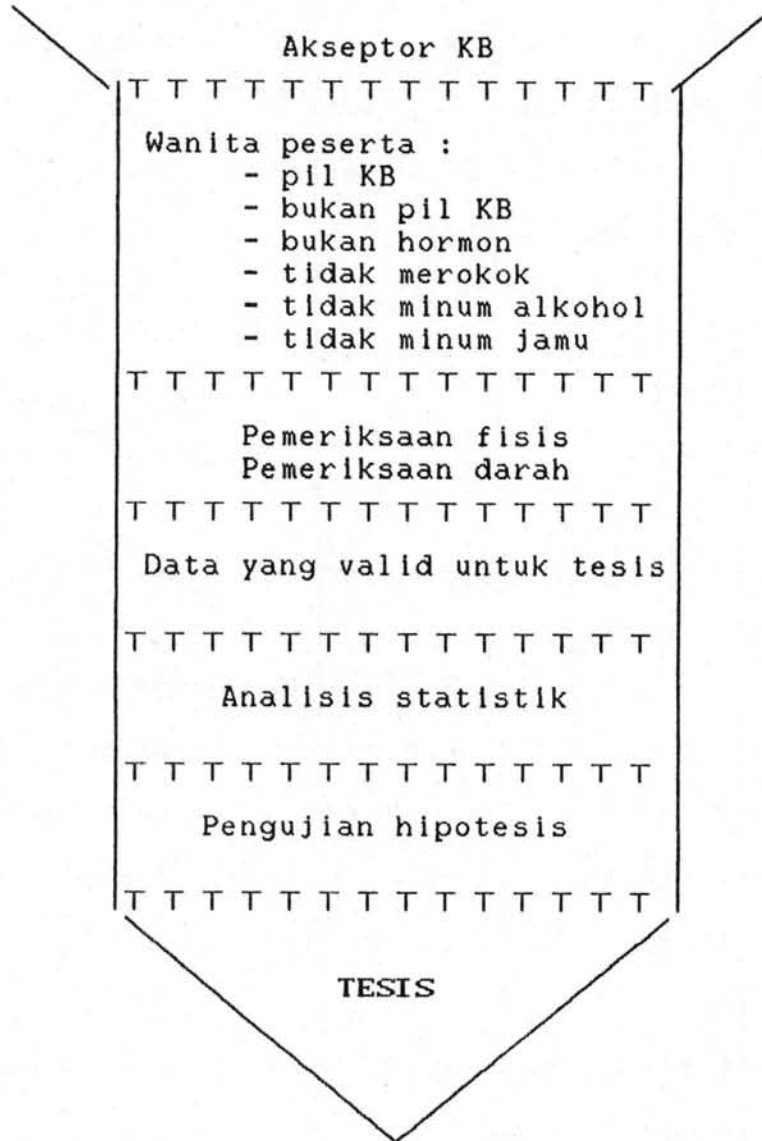 Akseptor KB
T T T T T T T T T T T T T T
Wanita peserta :
- pil KB
- bukan pil KB
- bukan hormon
- tidak merokok
- tidak minum alkohol
- tidak minum jamu
T T T T T T T T T T T T T T
Pemeriksaan fisis
Pemeriksaan darah
T T T T T T T T T T T T T T
Data yang valid untuk tesis
T T T T T T T T T T T T T T
Analisis statistik
T T T T T T T T T T T T T T
Pengujian hipotesis
T T T T T T T T T T T T T T
TESIS